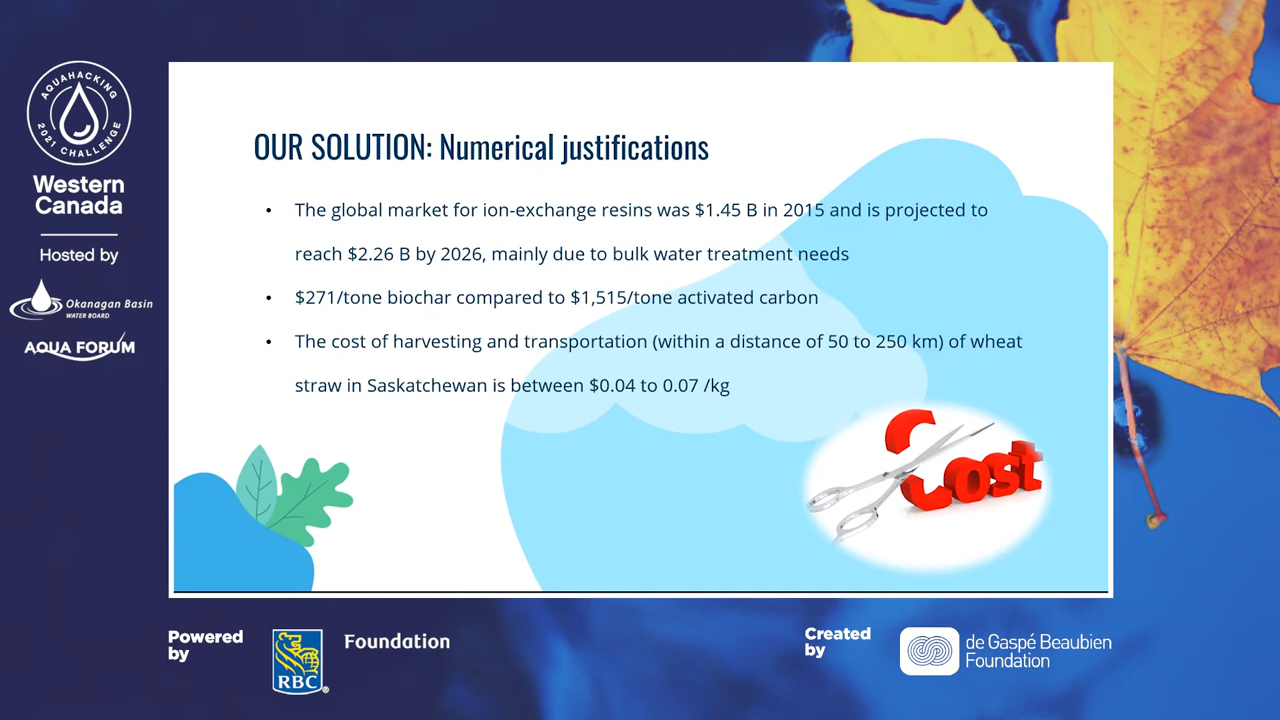 AQUAHACKING
2021 CHALLENGE
Western
Canada
Hosted by
Okanagan Basin
WATER BOARD
AQUA FORUM
OUR SOLUTION: Numerical justifications
• The global market for ion-exchange resins was $1.45 B in 2015 and is projected to
reach $2.26 B by 2026, mainly due to bulk water treatment needs
• $271/tone biochar compared to $1,515/tone activated carbon
• The cost of harvesting and transportation (within a distance of 50 to 250 km) of wheat
straw in Saskatchewan is between $0.04 to 0.07 /kg
Cost
Powered
by
RBC®
Foundation
Created
by
de Gaspé Beaubien
Foundation